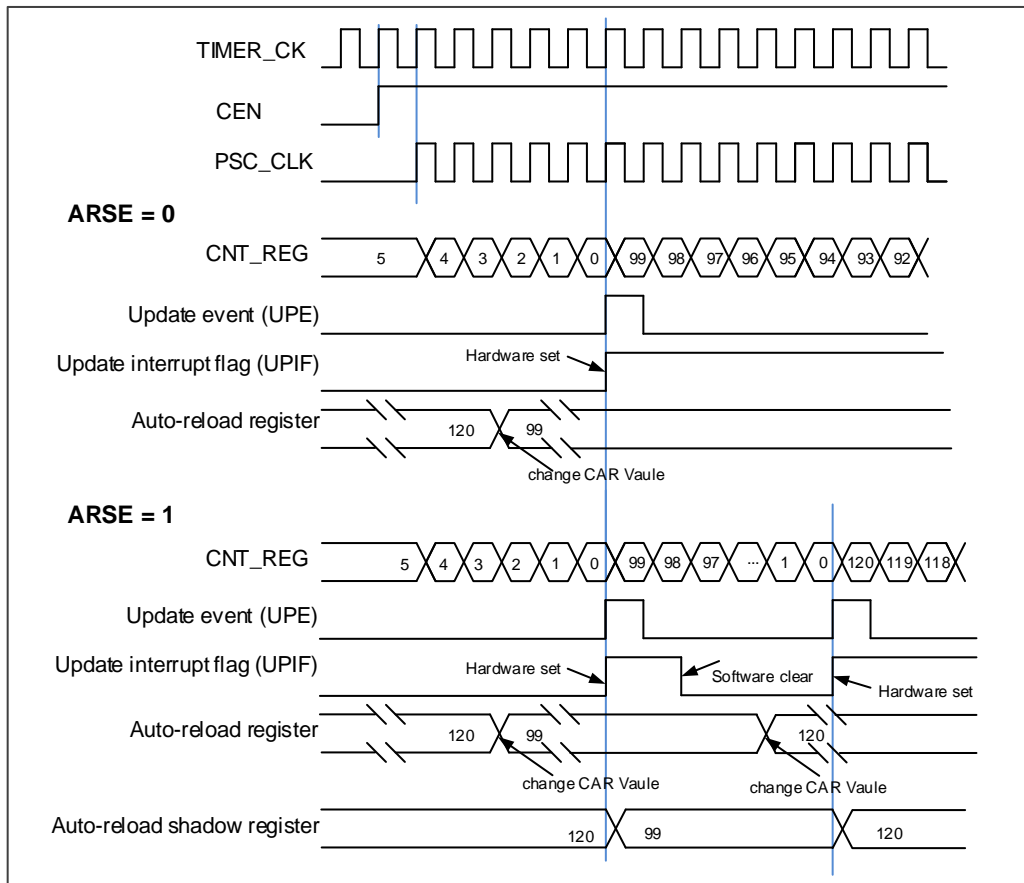 TIMER_CK
CEN
PSC_CLK
ARSE = 0
CNT_REG 5 4 3 2 1 0 99 98 97 96 95 94 93 92
Update event (UPE)
Update interrupt flag (UPIF) Hardware set
Auto-reload register 120 99
change CAR Vaule
ARSE = 1
CNT_REG 5 4 3 2 1 0 99 98 97 ... 1 0 120 119 118
Update event (UPE)
Update interrupt flag (UPIF) Hardware set Software clear Hardware set
Auto-reload register 120 99 120
change CAR Vaule change CAR Vaule
Auto-reload shadow register 120 99 120